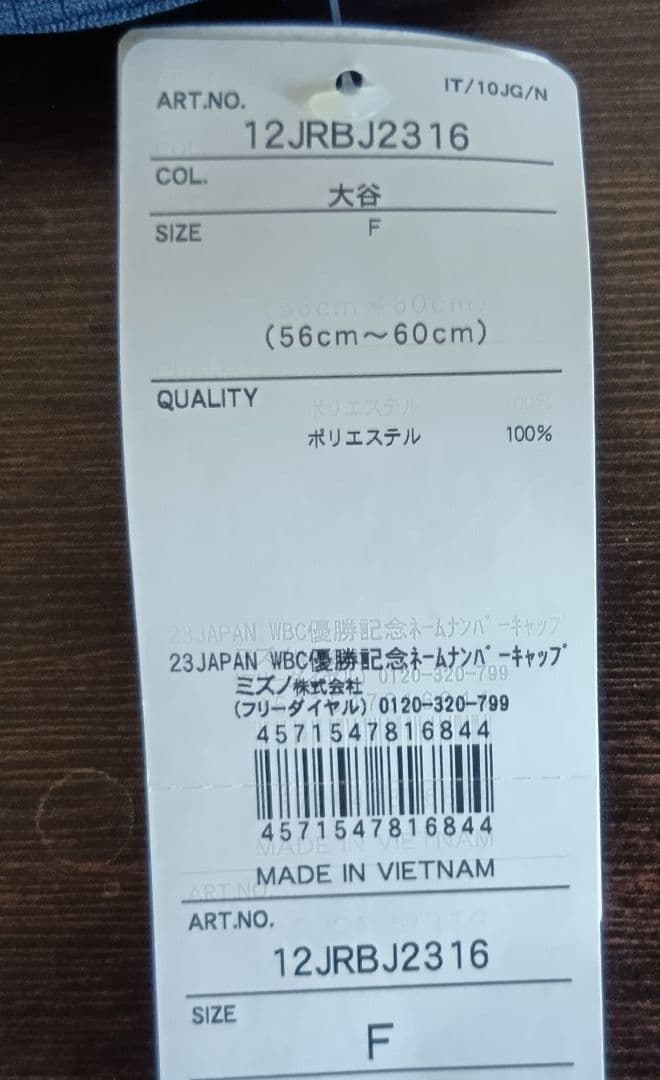 IT/10JG/N
ART.NO.
12JRBJ2316
COL.
大谷
SIZE F
(56cm〜60cm)
QUALITY
ポリエステル 100%
23JAPAN WBC優勝記念ネームナンバーキャップ
ミズノ株式会社
(フリーダイヤル) 0120-320-799
4571547816844
4571547816844
MADE IN VIETNAM
ART.NO.
12JRBJ2316
SIZE
F